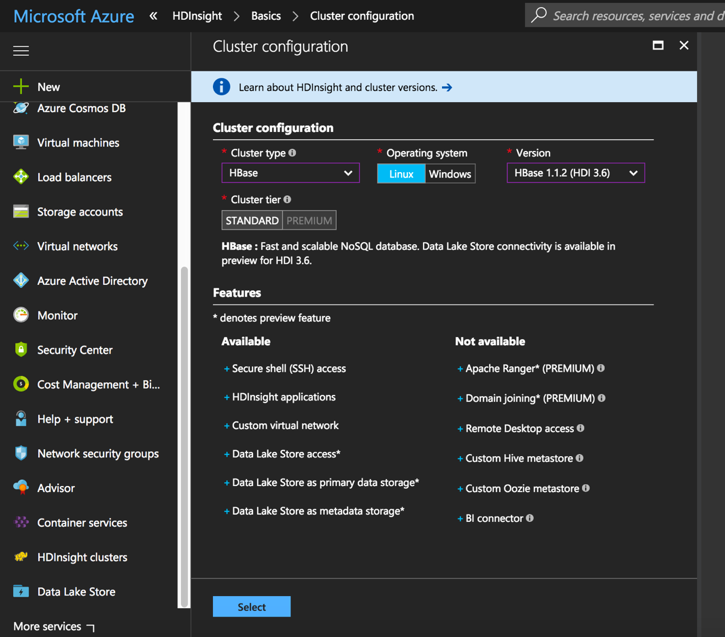 Microsoft Azure « HDInsight > Basics > Cluster configuration
Search resources, services and d
Cluster configuration
New
Azure Cosmos DB
Virtual machines
Load balancers
Storage accounts
Virtual networks
Azure Active Directory
Monitor
Security Center
Cost Management + Bi...
Help + support
Network security groups
Advisor
Container services
HDInsight clusters
Data Lake Store
More services
Learn about HDInsight and cluster versions. →
Cluster configuration
* Cluster type * Operating system * Version
HBase Linux Windows HBase 1.1.2 (HDI 3.6)
* Cluster tier
STANDARD PREMIUM
HBase : Fast and scalable NoSQL database. Data Lake Store connectivity is available in
preview for HDI 3.6.
Features
* denotes preview feature
Available
+ Secure shell (SSH) access
+ HDInsight applications
+ Custom virtual network
+ Data Lake Store access*
+ Data Lake Store as primary data storage*
+ Data Lake Store as metadata storage*
Not available
+ Apache Ranger* (PREMIUM)
+ Domain joining* (PREMIUM)
+ Remote Desktop access
+ Custom Hive metastore
+ Custom Oozie metastore
+ BI connector
Select